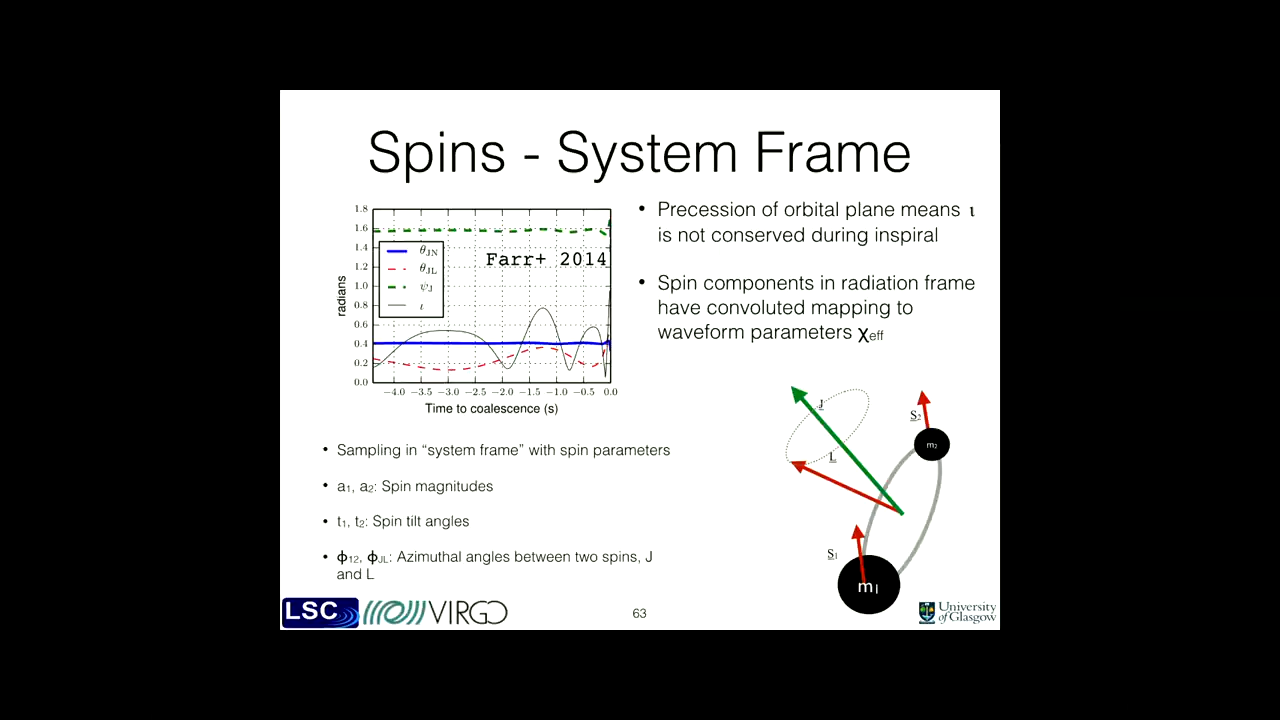 Spins - System Frame
1.8
1.6
1.4
1.2
1.0
0.8
0.6
0.4
0.2
0.0
radians
θJN
θJL
ψJ
ι
Farr+ 2014
−4.0 −3.5 −3.0 −2.5 −2.0 −1.5 −1.0 −0.5 0.0
Time to coalescence (s)
• Precession of orbital plane means ι
is not conserved during inspiral
• Spin components in radiation frame
have convoluted mapping to
waveform parameters χeff
• Sampling in “system frame” with spin parameters
• a1, a2: Spin magnitudes
• t1, t2: Spin tilt angles
• ϕ12, ϕJL: Azimuthal angles between two spins, J
and L
J
L
S2
m2
S1
m1
LSC
VIRGO
63
University
of Glasgow